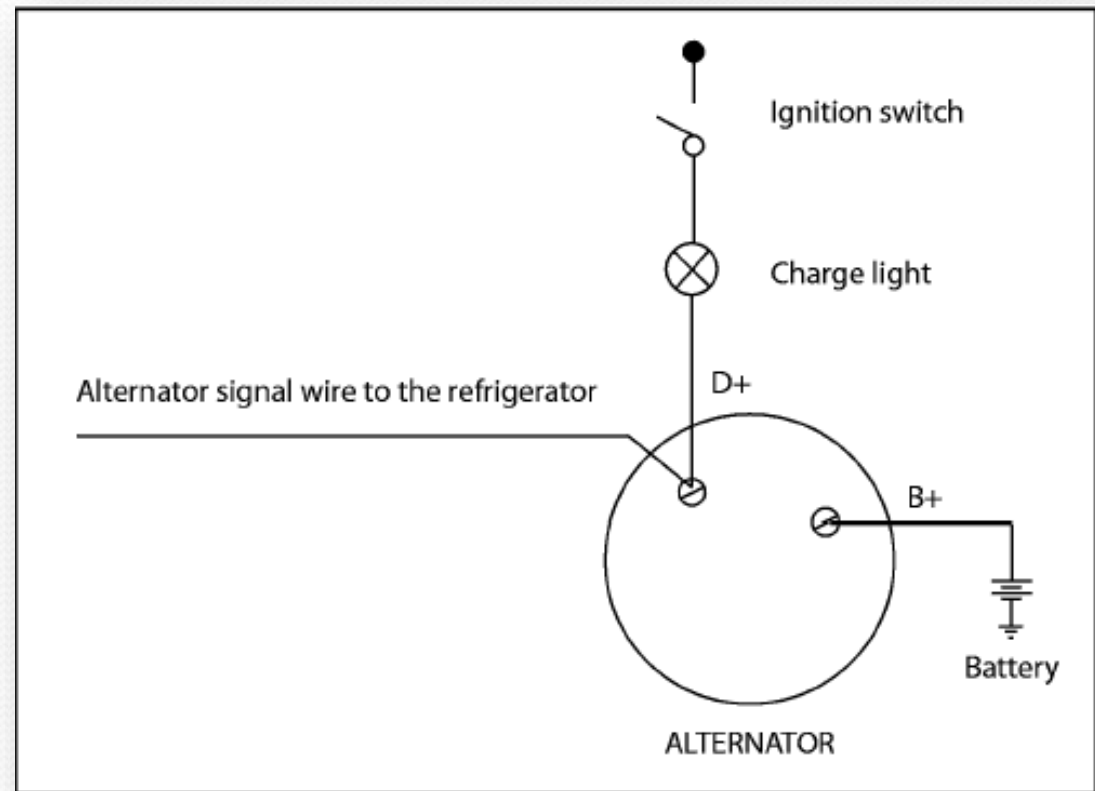 Ignition switch
Charge light
Alternator signal wire to the refrigerator
D+
B+
Battery
ALTERNATOR